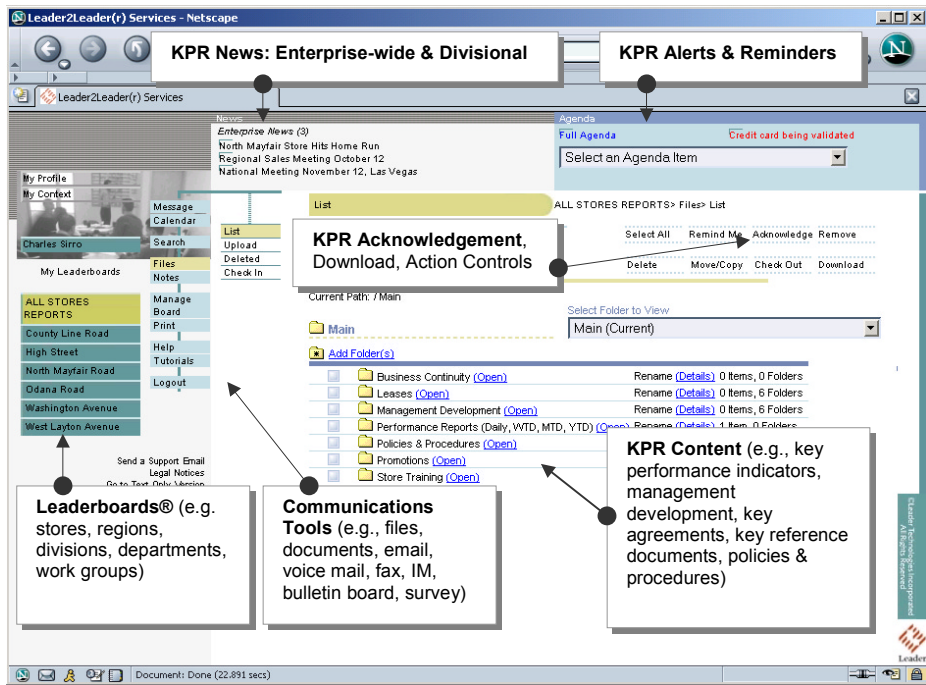 Leader2Leader(r) Services - Netscape
KPR News: Enterprise-wide & Divisional
KPR Alerts & Reminders
Leader2Leader(r) Services
News
Enterprise News (3)
North Mayfair Store Hits Home Run
Regional Sales Meeting October 12
National Meeting November 12, Las Vegas
Agenda
Full Agenda
Credit card being validated
Select an Agenda Item
My Profile
My Context
Charles Sirro
My Leaderboards
ALL STORES
REPORTS
County Line Road
High Street
North Mayfair Road
Odana Road
Washington Avenue
West Layton Avenue
Send a Support Email
Legal Notices
Go to Text Only Version
Message
Calendar
Search
Files
Notes
Manage
Board
Print
Help
Tutorials
Logout
List
Upload
Deleted
Check In
List
ALL STORES REPORTS> Files> List
KPR Acknowledgement,
Download, Action Controls
Select All Remind Me Acknowledge Remove
Delete Move/Copy Check Out Download
Current Path: / Main
Select Folder to View
Main (Current)
Main
Add Folder(s)
Business Continuity (Open) Rename (Details) 0 Items, 0 Folders
Leases (Open) Rename (Details) 0 Items, 6 Folders
Management Development (Open) Rename (Details) 0 Items, 6 Folders
Performance Reports (Daily, WTD, MTD, YTD) (Open) Rename (Details) 1 Item, 0 Folders
Policies & Procedures (Open)
Promotions (Open)
Store Training (Open)
Leaderboards® (e.g.
stores, regions,
divisions, departments,
work groups)
Communications
Tools (e.g., files,
documents, email,
voice mail, fax, IM,
bulletin board, survey)
KPR Content (e.g., key
performance indicators,
management
development, key
agreements, key reference
documents, policies &
procedures)
©Leader Technologies Incorporated
All Rights Reserved
Leader
Document: Done (22.891 secs)